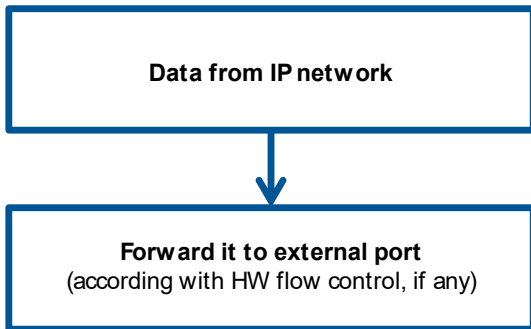 Data from IP network
Forward it to external port
(according with HW flow control, if any)